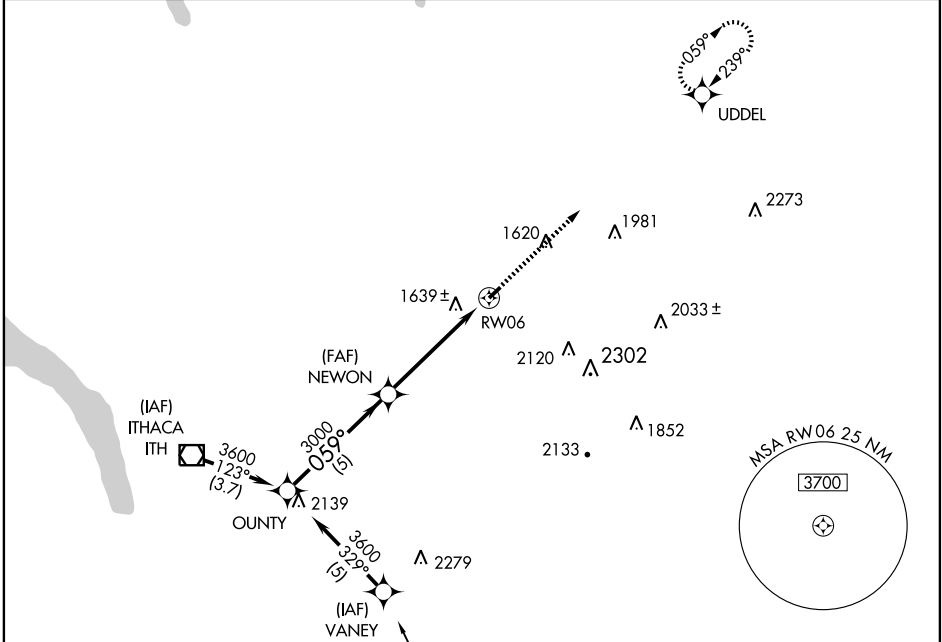 059°
239°
UDDEL
2273
1620
1981
1639 ±
RW06
2033 ±
2120
2302
(FAF)
NEWON
(IAF)
ITHACA
ITH
3600
123°
(3.7)
3000
059°
(5)
1852
2133
MSA RW06 25 NM
3700
2139
OUNTY
3600
329°
(5)
2279
(IAF)
VANEY